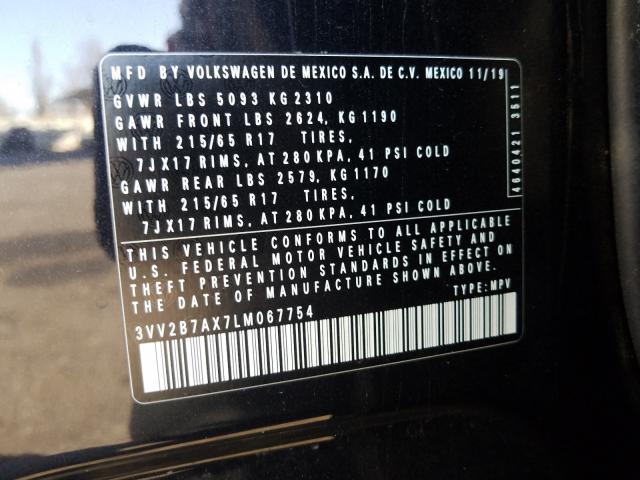 MFD BY VOLKSWAGEN DE MEXICO S.A. DE C.V. MEXICO 11/19
GVWR LBS 5093 KG 2310
GAWR FRONT LBS 2624, KG 1190
WITH 215/65 R17 TIRES,
7JX17 RIMS, AT 280 KPA, 41 PSI COLD
GAWR REAR LBS 2579, KG 1170
WITH 215/65 R17 TIRES,
7JX17 RIMS, AT 280 KPA, 41 PSI COLD
4640421 3511
THIS VEHICLE CONFORMS TO ALL APPLICABLE
U.S. FEDERAL MOTOR VEHICLE SAFETY AND
THEFT PREVENTION STANDARDS IN EFFECT ON
THE DATE OF MANUFACTURE SHOWN ABOVE.
TYPE: MPV
3VV2B7AX7LM067754